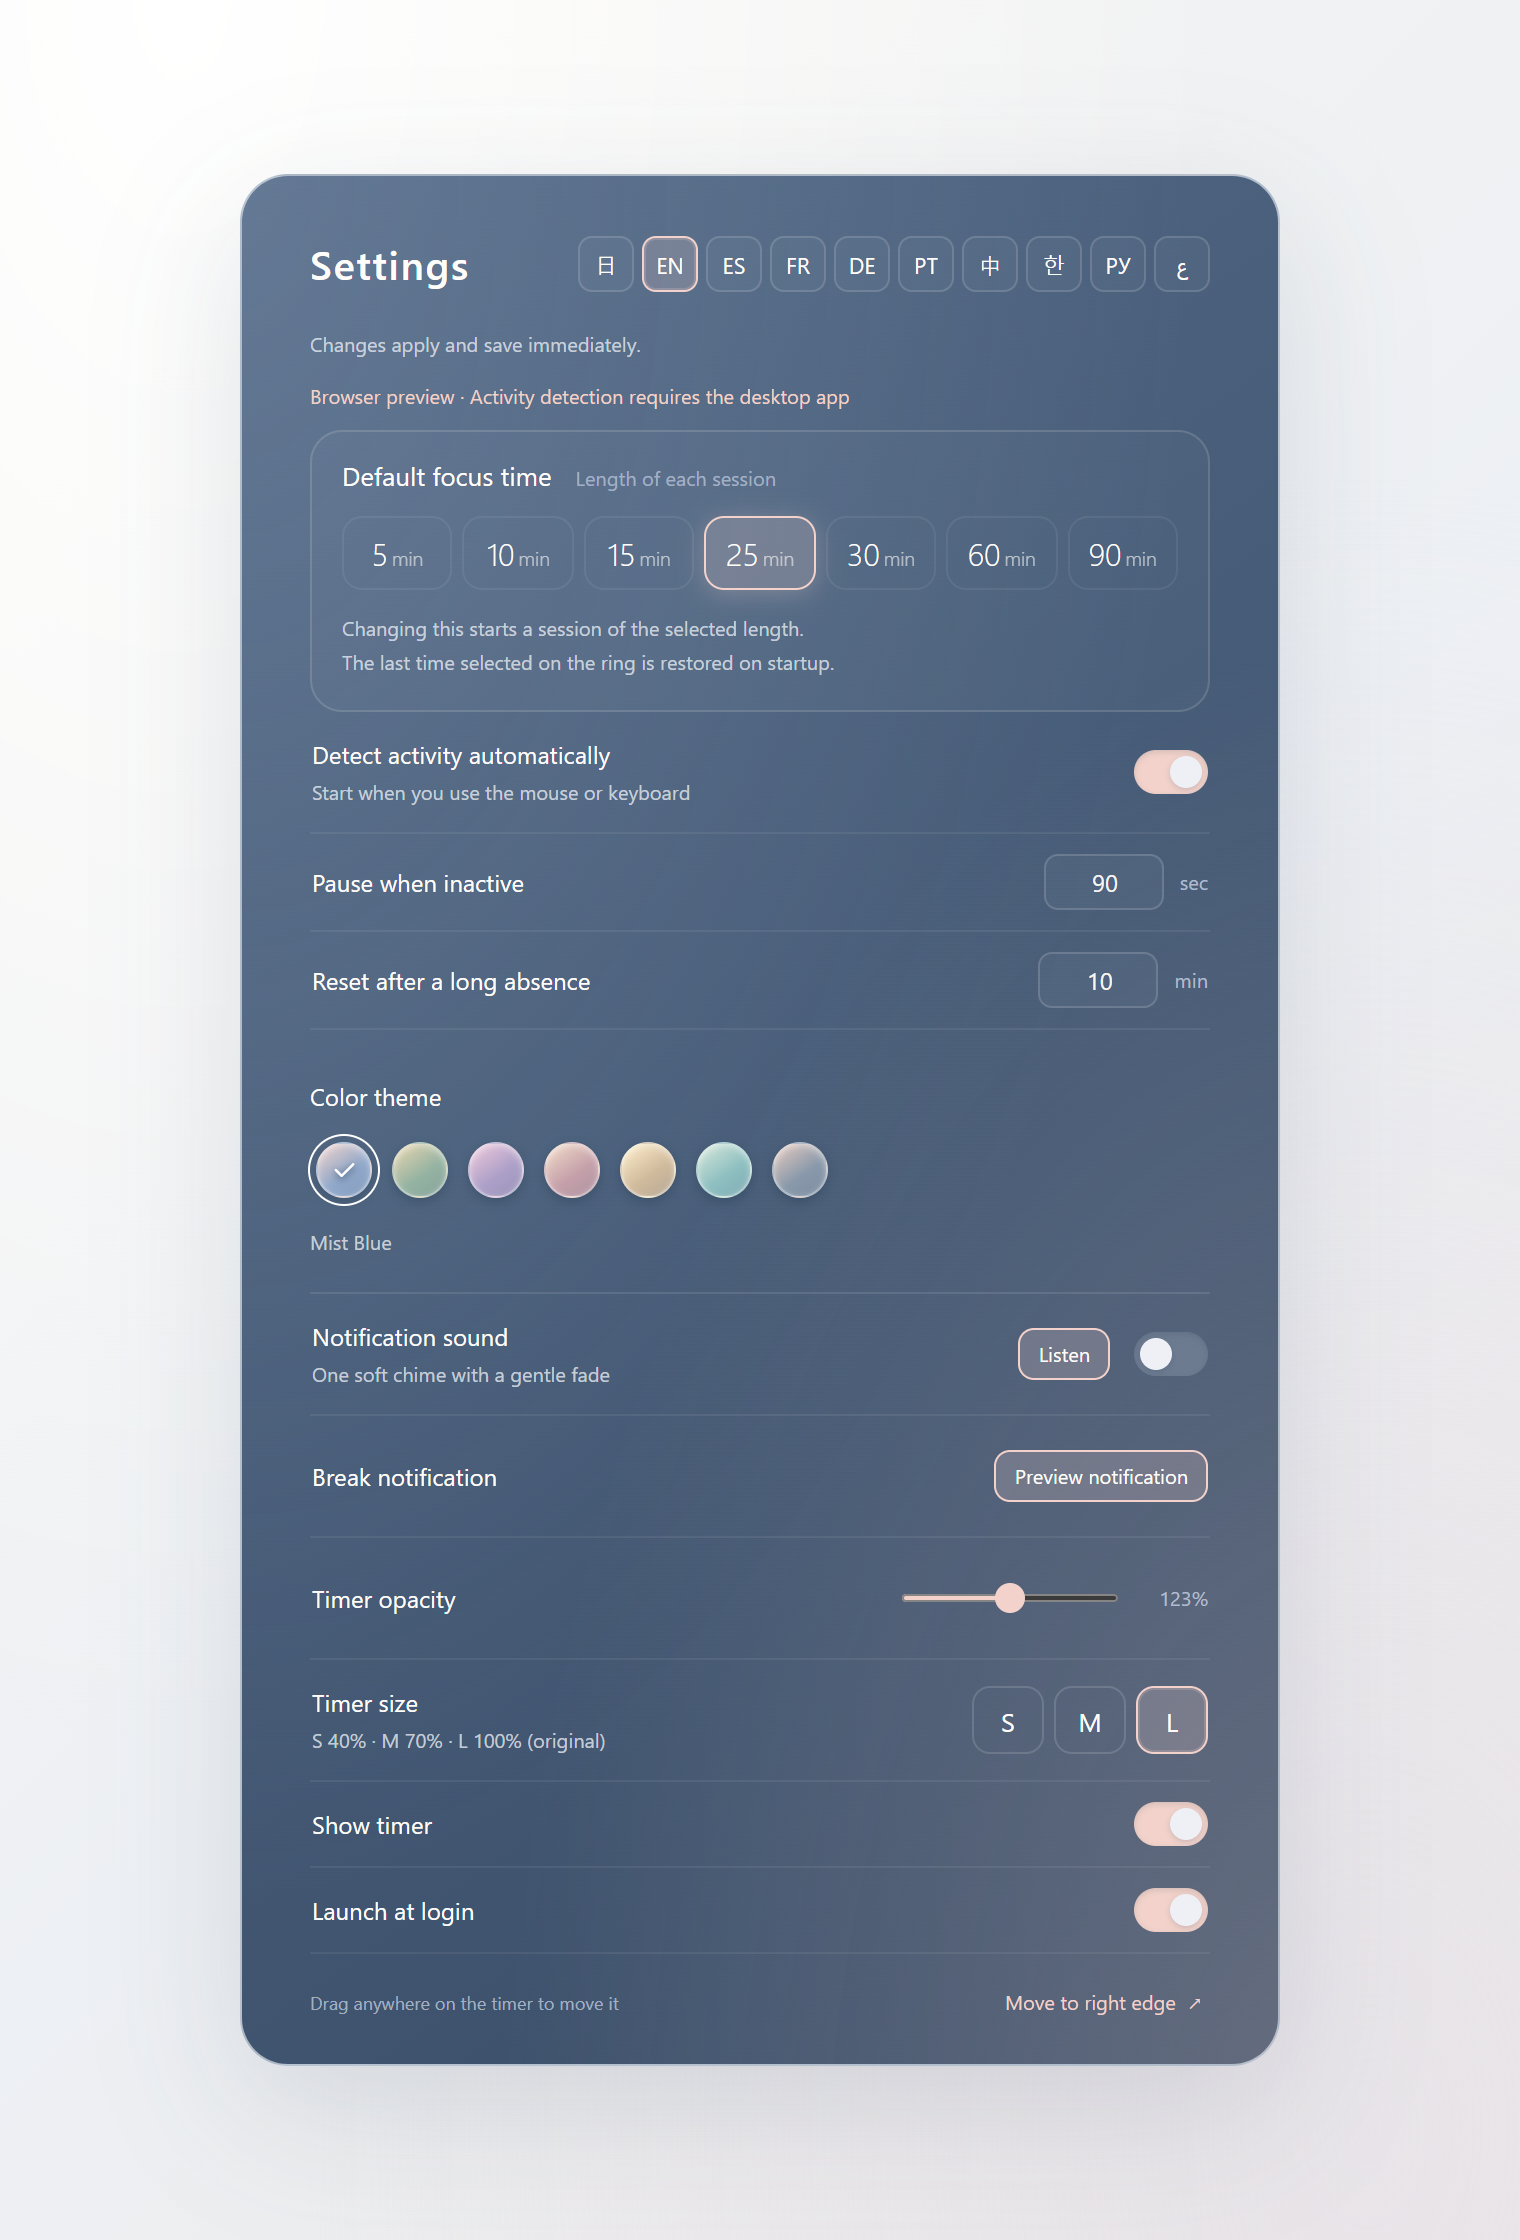 Settings 日 EN ES FR DE PT 中 한 РУ ع
Changes apply and save immediately.
Browser preview · Activity detection requires the desktop app
Default focus time Length of each session
5 min 10 min 15 min 25 min 30 min 60 min 90 min
Changing this starts a session of the selected length.
The last time selected on the ring is restored on startup.
Detect activity automatically
Start when you use the mouse or keyboard
Pause when inactive 90 sec
Reset after a long absence 10 min
Color theme
Mist Blue
Notification sound
One soft chime with a gentle fade
Listen
Break notification Preview notification
Timer opacity 123%
Timer size
S 40% · M 70% · L 100% (original)
S M L
Show timer
Launch at login
Drag anywhere on the timer to move it Move to right edge ↗